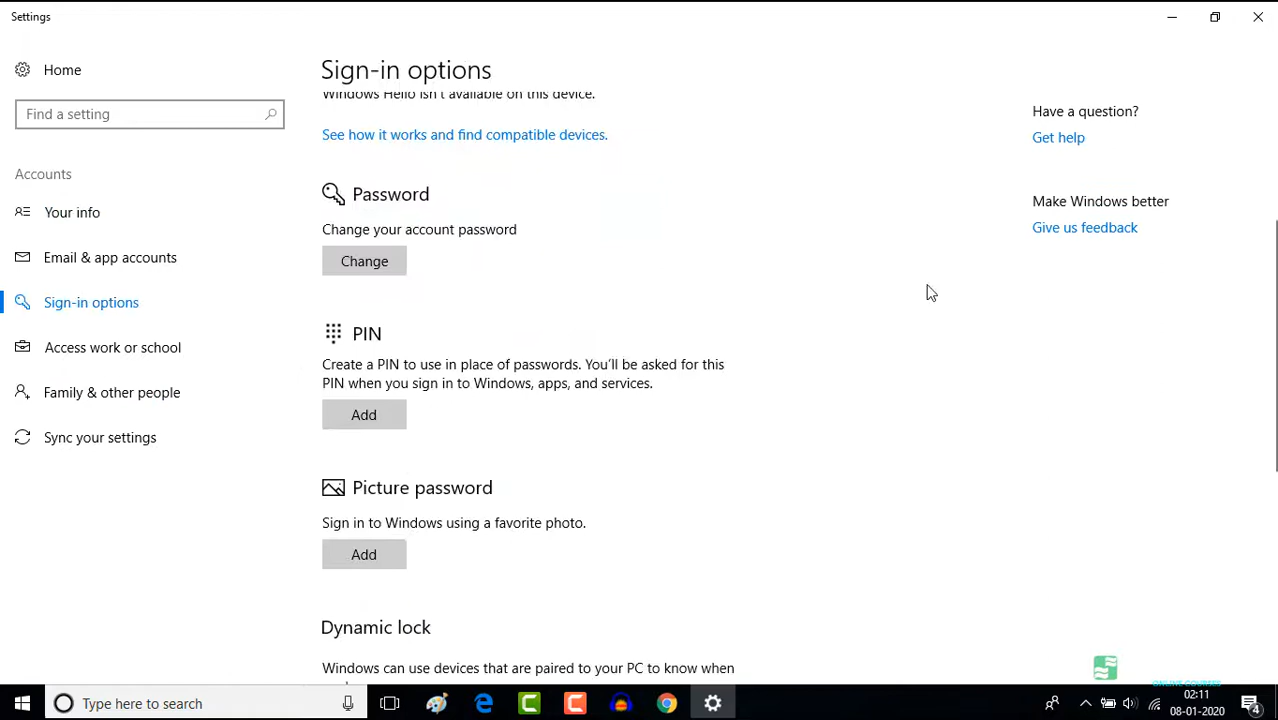 Settings
Home
Find a setting
Accounts
Your info
Email & app accounts
Sign-in options
Access work or school
Family & other people
Sync your settings
Sign-in options
Windows Hello isn't available on this device.
See how it works and find compatible devices.
Password
Change your account password
Change
PIN
Create a PIN to use in place of passwords. You'll be asked for this
PIN when you sign in to Windows, apps, and services.
Add
Picture password
Sign in to Windows using a favorite photo.
Add
Dynamic lock
Windows can use devices that are paired to your PC to know when
Have a question?
Get help
Make Windows better
Give us feedback
ONLINE COURSES
Type here to search
02:11
08-01-2020
4